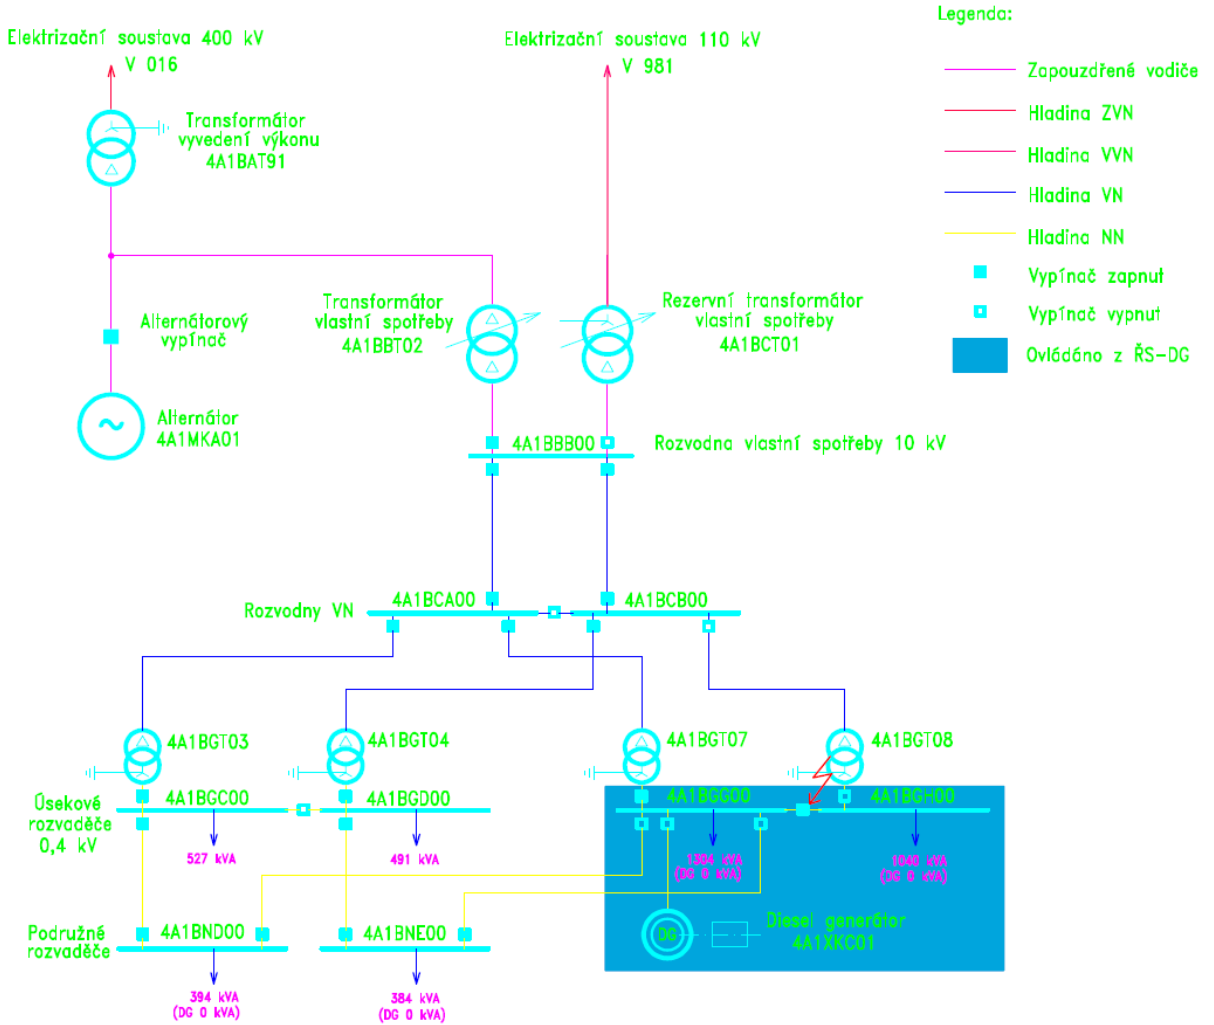 Legenda:
Elektrizační soustava 400 kV
V 016
Elektrizační soustava 110 kV
V 981
Zapouzdřené vodiče
Hladina ZVN
Hladina VVN
Hladina VN
Hladina NN
Vypínač zapnut
Vypínač vypnut
Ovládáno z ŘS-DG
Transformátor
vyvedení výkonu
4A1BAT91
Alternátorový
vypínač
Transformátor
vlastní spotřeby
4A1BBT02
Rezervní transformátor
vlastní spotřeby
4A1BCT01
Alternátor
4A1MKA01
4A1BBB00
Rozvodna vlastní spotřeby 10 kV
Rozvodny VN
4A1BCA00
4A1BCB00
4A1BGT03
4A1BGT04
4A1BGT07
4A1BGT08
Úsekové
rozvaděče
0,4 kV
4A1BGC00
4A1BGD00
4A1BGG00
4A1BGH00
527 kVA
491 kVA
1304 kVA
(DG 0 kVA)
1040 kVA
(DG 0 kVA)
Podružné
rozvaděče
4A1BND00
4A1BNE00
DG
Diesel generátor
4A1XKC01
394 kVA
(DG 0 kVA)
384 kVA
(DG 0 kVA)